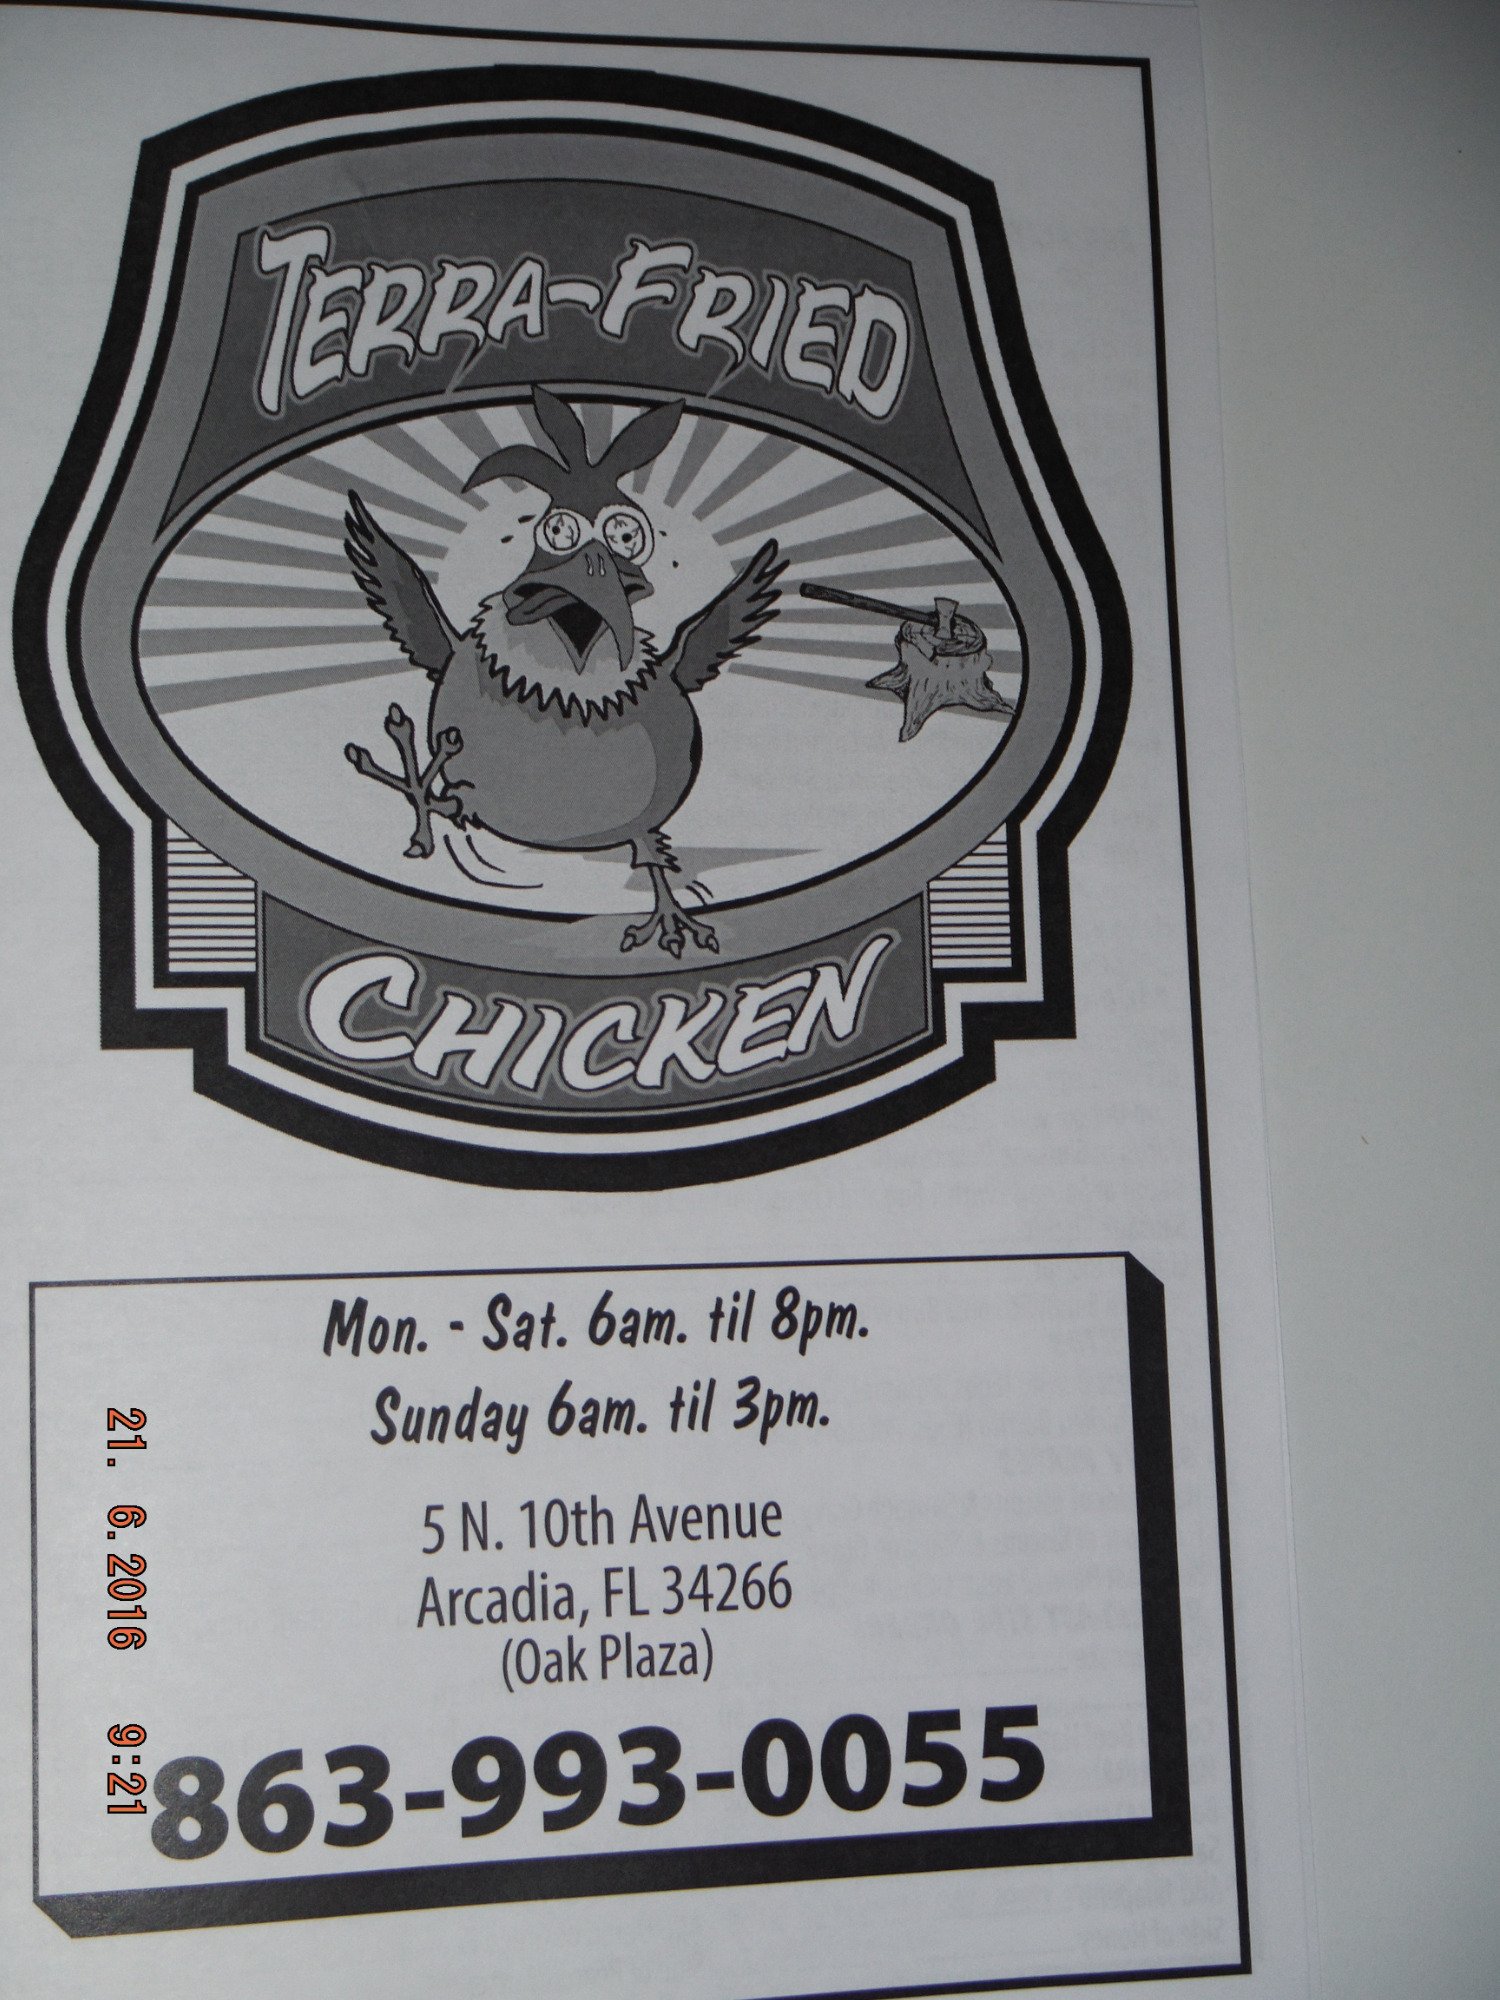 TERRA-FRIED
CHICKEN
Mon. - Sat. 6am. til 8pm.
Sunday 6am. til 3pm.
5 N. 10th Avenue
Arcadia, FL 34266
(Oak Plaza)
863-993-0055
21. 6.2016 9:21